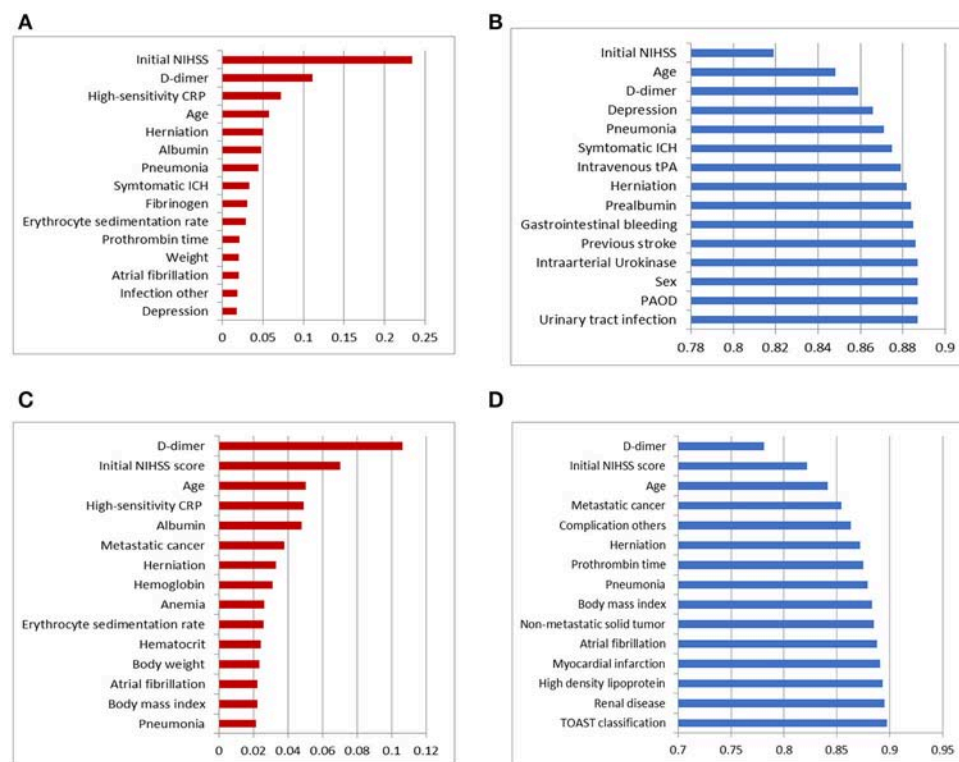 A
Initial NIHSS
D-dimer
High-sensitivity CRP
Age
Herniation
Albumin
Pneumonia
Symtomatic ICH
Fibrinogen
Erythrocyte sedimentation rate
Prothrombin time
Weight
Atrial fibrillation
Infection other
Depression
0 0.05 0.1 0.15 0.2 0.25
B
Initial NIHSS
Age
D-dimer
Depression
Pneumonia
Symtomatic ICH
Intravenous tPA
Herniation
Prealbumin
Gastrointestinal bleeding
Previous stroke
Intraarterial Urokinase
Sex
PAOD
Urinary tract infection
0.78 0.8 0.82 0.84 0.86 0.88 0.9
C
D-dimer
Initial NIHSS score
Age
High-sensitivity CRP
Albumin
Metastatic cancer
Herniation
Hemoglobin
Anemia
Erythrocyte sedimentation rate
Hematocrit
Body weight
Atrial fibrillation
Body mass index
Pneumonia
0 0.02 0.04 0.06 0.08 0.1 0.12
D
D-dimer
Initial NIHSS score
Age
Metastatic cancer
Complication others
Herniation
Prothrombin time
Pneumonia
Body mass index
Non-metastatic solid tumor
Atrial fibrillation
Myocardial infarction
High density lipoprotein
Renal disease
TOAST classification
0.7 0.75 0.8 0.85 0.9 0.95